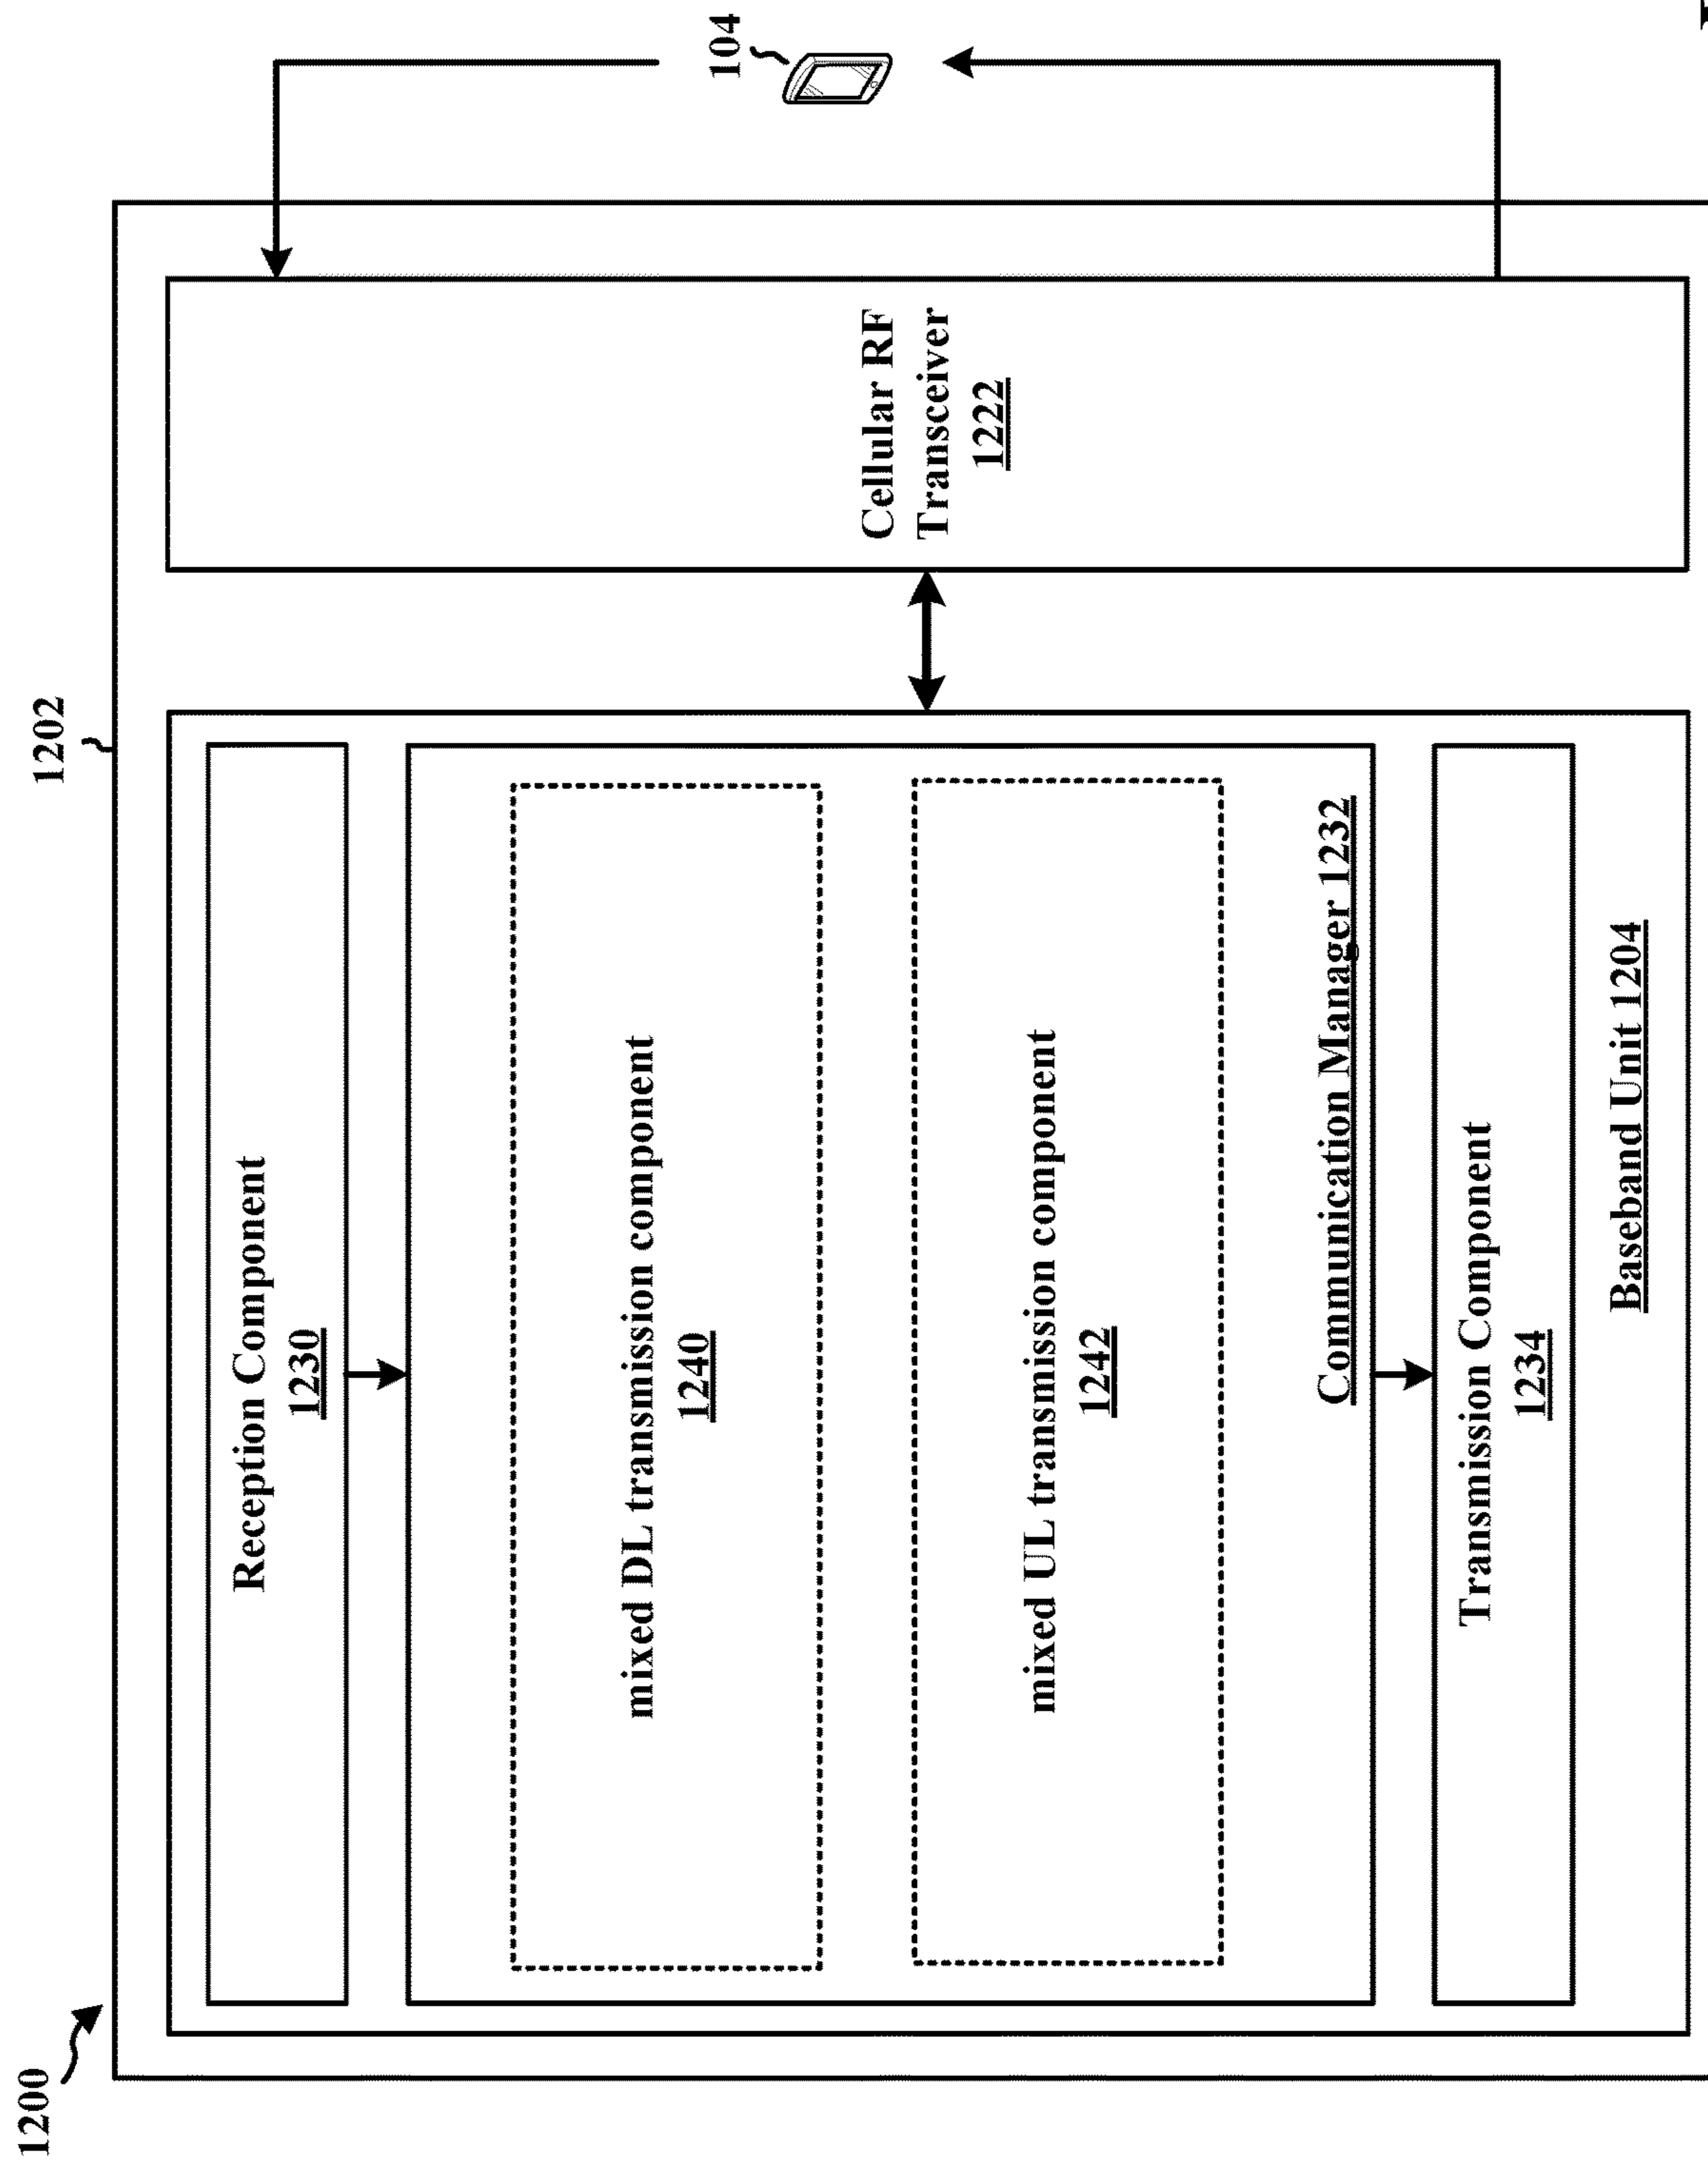 1200
1202
Reception Component
1230
mixed DL transmission component
1240
mixed UL transmission component
1242
Communication Manager 1232
Transmission Component
1234
Baseband Unit 1204
Cellular RF
Transceiver
1222
104